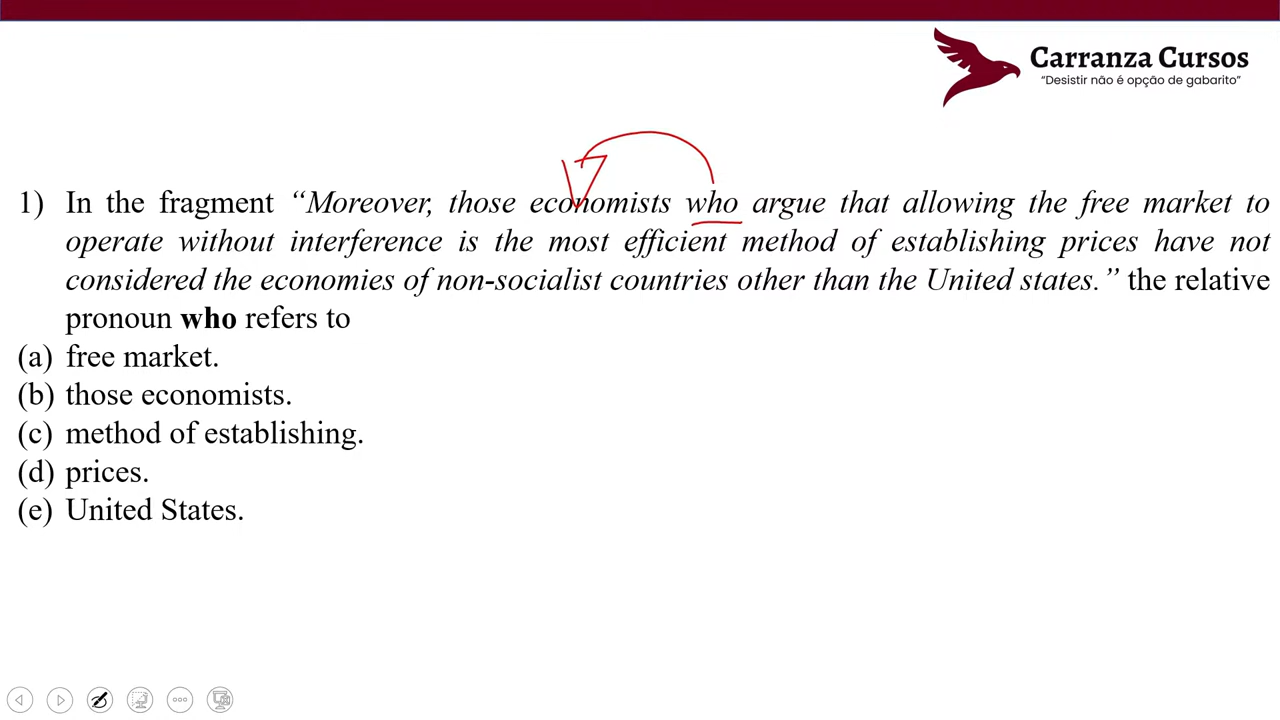 Carranza Cursos
“Desistir não é opção de gabarito”
1) In the fragment “Moreover, those economists who argue that allowing the free market to
operate without interference is the most efficient method of establishing prices have not
considered the economies of non-socialist countries other than the United states.” the relative
pronoun who refers to
(a) free market.
(b) those economists.
(c) method of establishing.
(d) prices.
(e) United States.